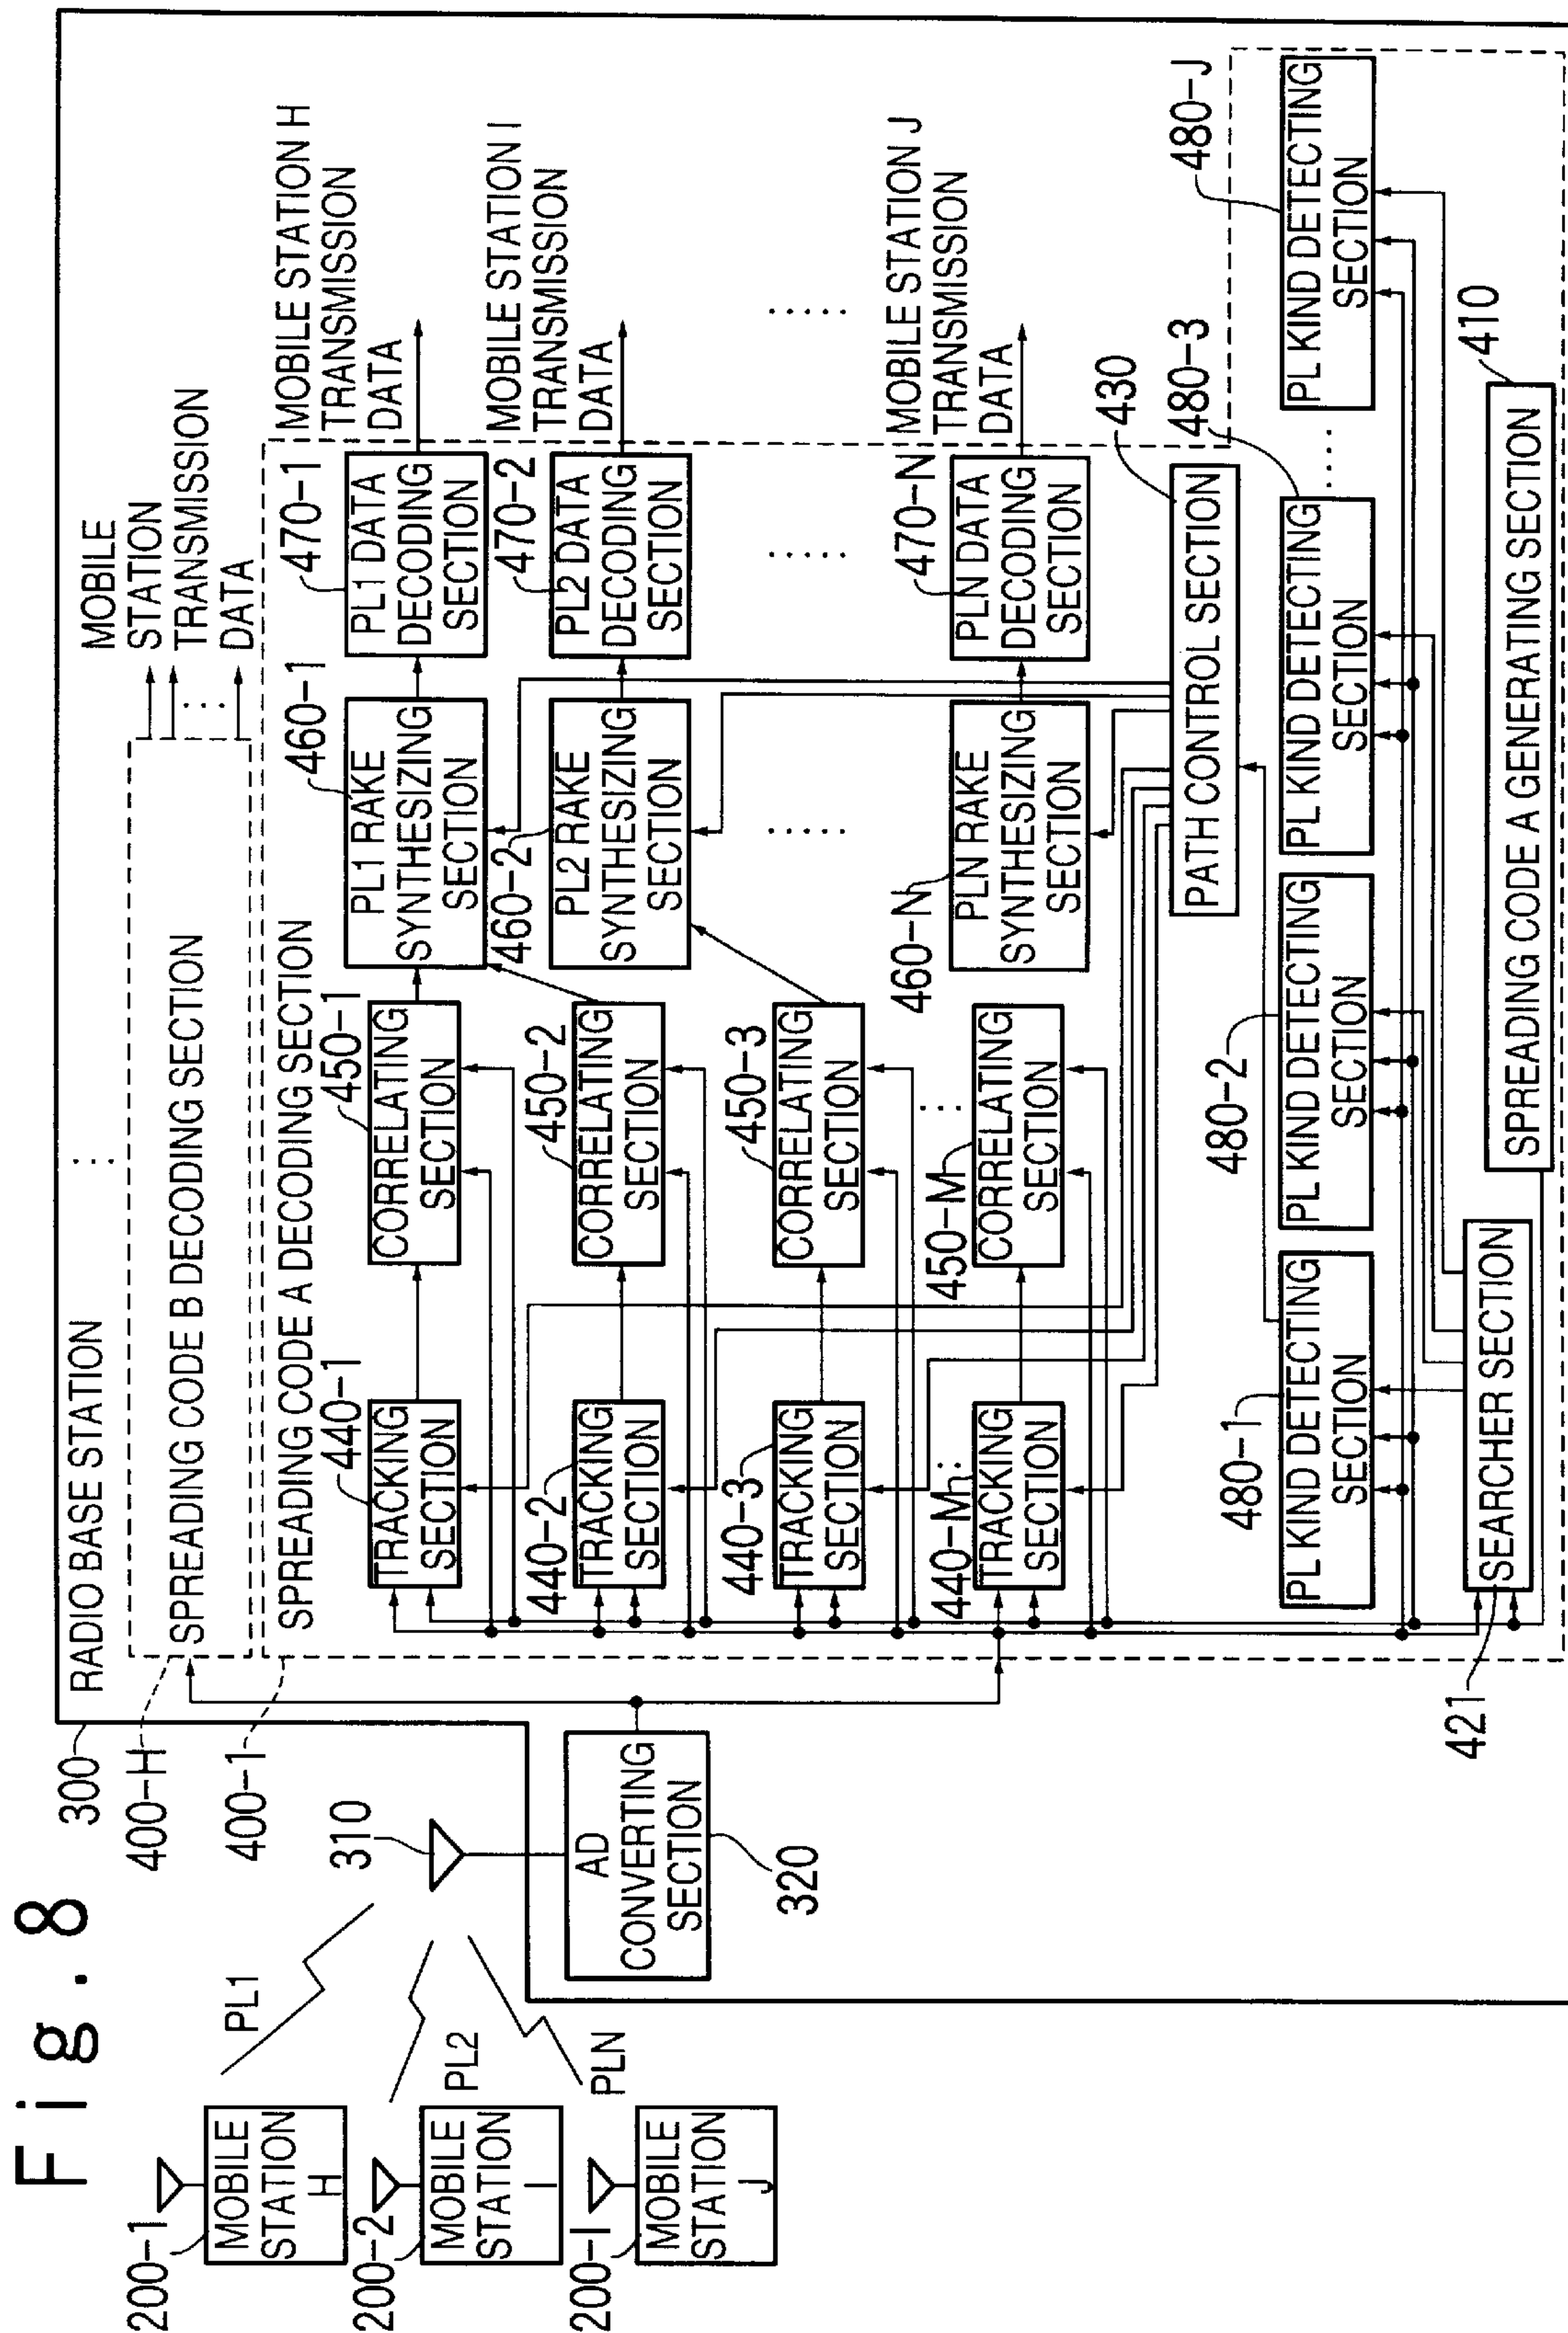 Fig. 8
200-1
MOBILE
STATION
H
200-2
MOBILE
STATION
I
200-I
MOBILE
STATION
J
PL1
PL2
PLN
310
AD
CONVERTING
SECTION
320
300
RADIO BASE STATION
400-H
SPREADING CODE B DECODING SECTION
MOBILE
STATION
TRANSMISSION
DATA
400-1
SPREADING CODE A DECODING SECTION
440-1
TRACKING
SECTION
450-1
CORRELATING
SECTION
460-1
PL1 RAKE
SYNTHESIZING
SECTION
470-1
PL1 DATA
DECODING
SECTION
MOBILE STATION H
TRANSMISSION
DATA
440-2
TRACKING
SECTION
450-2
CORRELATING
SECTION
460-2
PL2 RAKE
SYNTHESIZING
SECTION
470-2
PL2 DATA
DECODING
SECTION
MOBILE STATION I
TRANSMISSION
DATA
440-3
TRACKING
SECTION
450-3
CORRELATING
SECTION
440-Mh:
TRACKING
SECTION
450-M
CORRELATING
SECTION
460-N
PLN RAKE
SYNTHESIZING
SECTION
470-N
PLN DATA
DECODING
SECTION
MOBILE STATION J
TRANSMISSION
DATA
430
PATH CONTROL SECTION
480-1
PL KIND DETECTING
SECTION
480-2
PL KIND DETECTING
SECTION
480-3
PL KIND DETECTING
SECTION
480-J
PL KIND DETECTING
SECTION
421
SEARCHER SECTION
410
SPREADING CODE A GENERATING SECTION